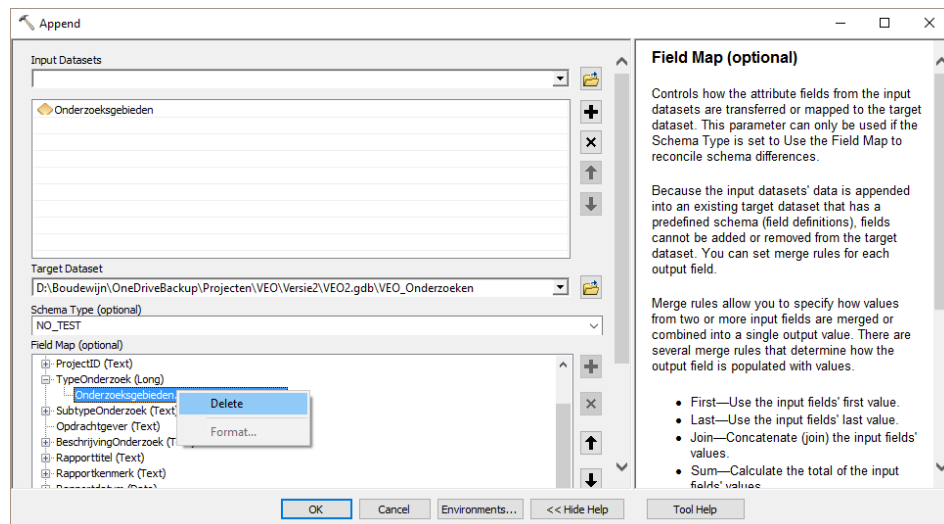 Append
Input Datasets
Onderzoeksgebieden
Target Dataset
D:\Boudewijn\OneDriveBackup\Projecten\VEO\Versie2\VEO2.gdb\VEO_Onderzoeken
Schema Type (optional)
NO_TEST
Field Map (optional)
ProjectID (Text)
TypeOnderzoek (Long)
Onderzoeksgebieden.
Delete
Format...
SubtypeOnderzoek (Text)
Opdrachtgever (Text)
BeschrijvingOnderzoek (T
Rapporttitel (Text)
Rapportkenmerk (Text)
Rapportdatum (Date)
OK
Cancel
Environments...
<< Hide Help
Tool Help
Field Map (optional)
Controls how the attribute fields from the input
datasets are transferred or mapped to the target
dataset. This parameter can only be used if the
Schema Type is set to Use the Field Map to
reconcile schema differences.
Because the input datasets' data is appended
into an existing target dataset that has a
predefined schema (field definitions), fields
cannot be added or removed from the target
dataset. You can set merge rules for each
output field.
Merge rules allow you to specify how values
from two or more input fields are merged or
combined into a single output value. There are
several merge rules that determine how the
output field is populated with values.
First—Use the input fields' first value.
Last—Use the input fields' last value.
Join—Concatenate (join) the input fields'
values.
Sum—Calculate the total of the input
fields' values.